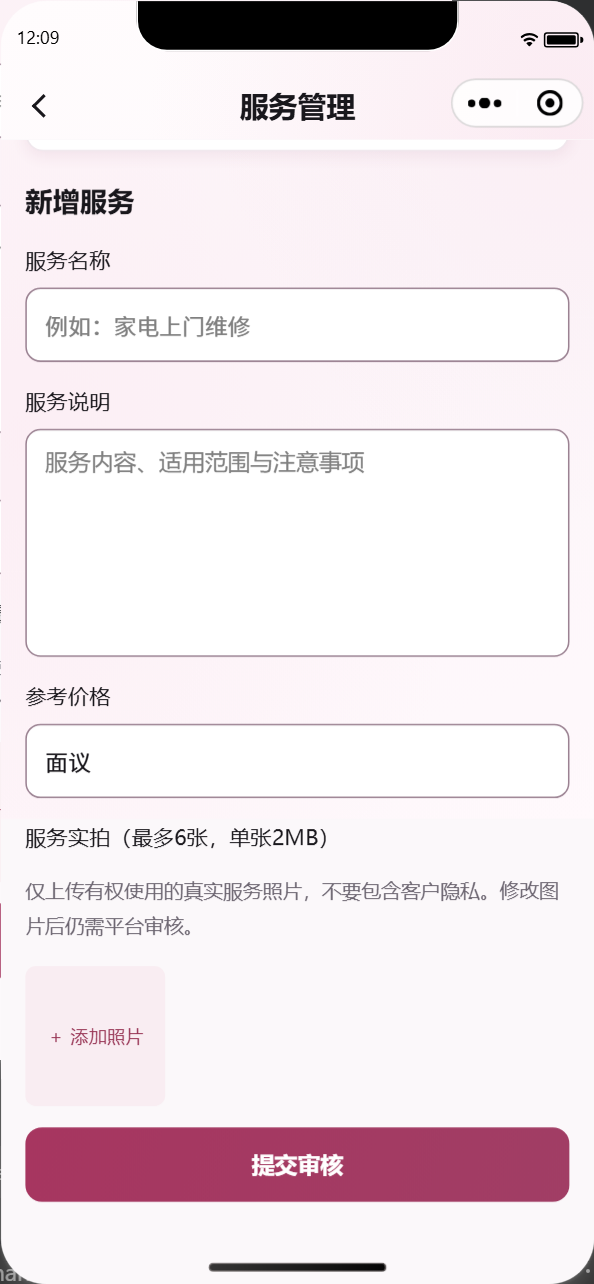 12:09
服务管理
新增服务
服务名称
例如：家电上门维修
服务说明
服务内容、适用范围与注意事项
参考价格
面议
服务实拍（最多6张，单张2MB）
仅上传有权使用的真实服务照片，不要包含客户隐私。修改图
片后仍需平台审核。
+ 添加照片
提交审核